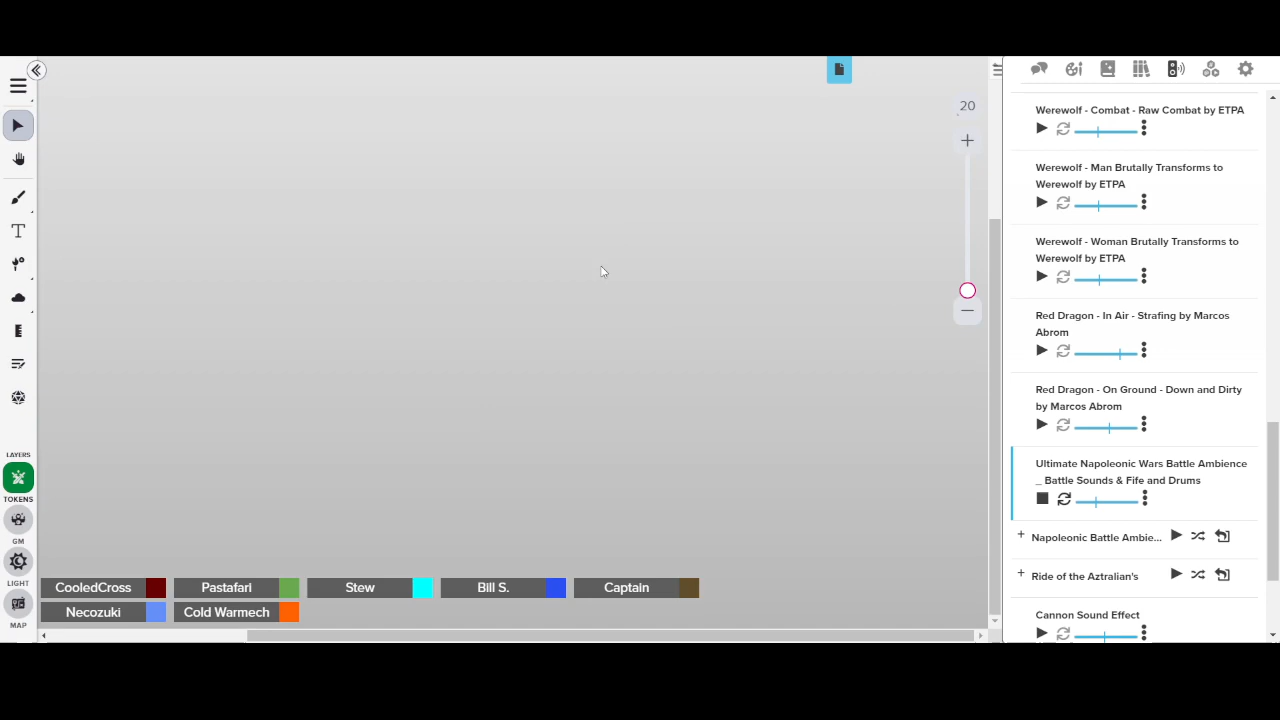 20
LAYERS
TOKENS
GM
LIGHT
MAP
CooledCross
Pastafari
Stew
Bill S.
Captain
Necozuki
Cold Warmech
Werewolf - Combat - Raw Combat by ETPA
Werewolf - Man Brutally Transforms to
Werewolf by ETPA
Werewolf - Woman Brutally Transforms to
Werewolf by ETPA
Red Dragon - In Air - Strafing by Marcos
Abrom
Red Dragon - On Ground - Down and Dirty
by Marcos Abrom
Ultimate Napoleonic Wars Battle Ambience
_ Battle Sounds & Fife and Drums
Napoleonic Battle Ambie...
Ride of the Aztralian's
Cannon Sound Effect